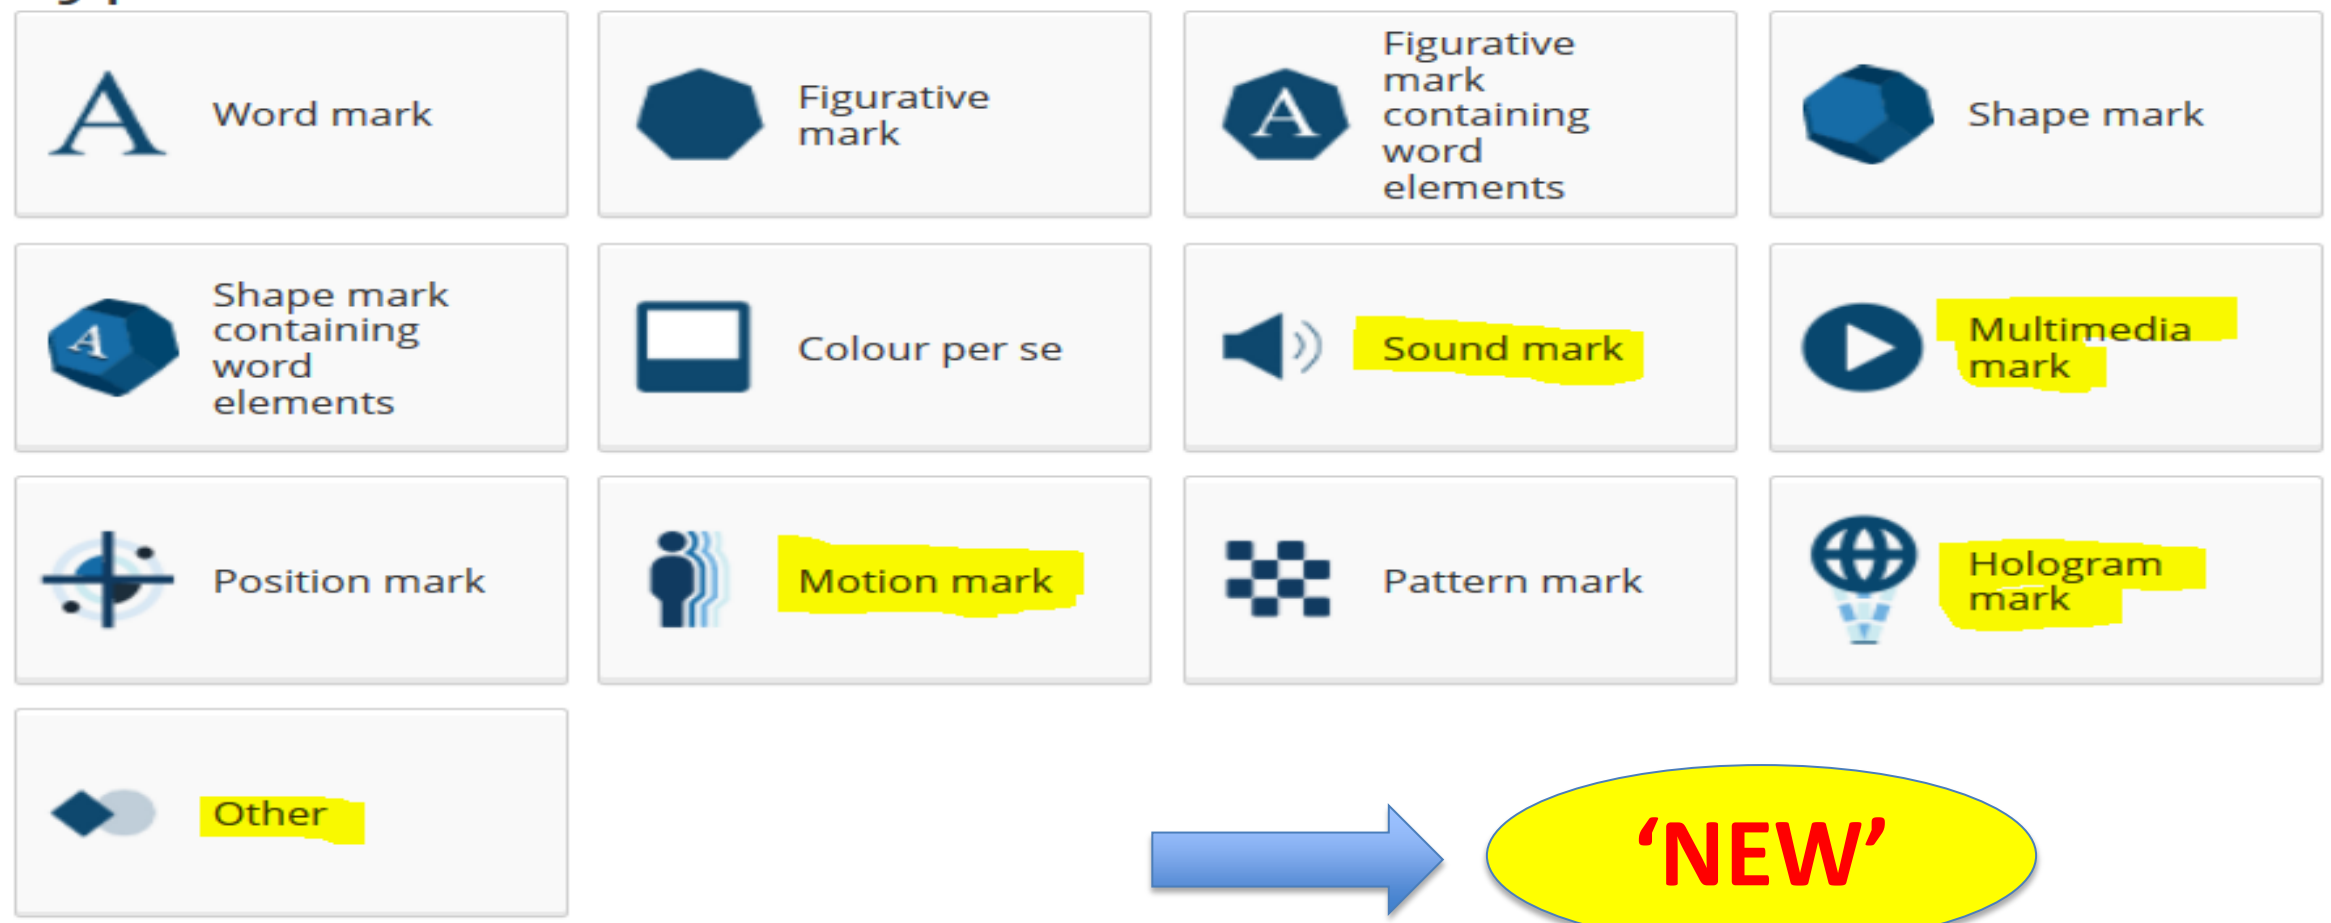 Word mark
Figurative
mark
A
Figurative
mark
containing
word
elements
Shape mark
A
Shape mark
containing
word
elements
Colour per se
Sound mark
Multimedia
mark
Position mark
Motion mark
Pattern mark
Hologram
mark
Other
‘NEW’